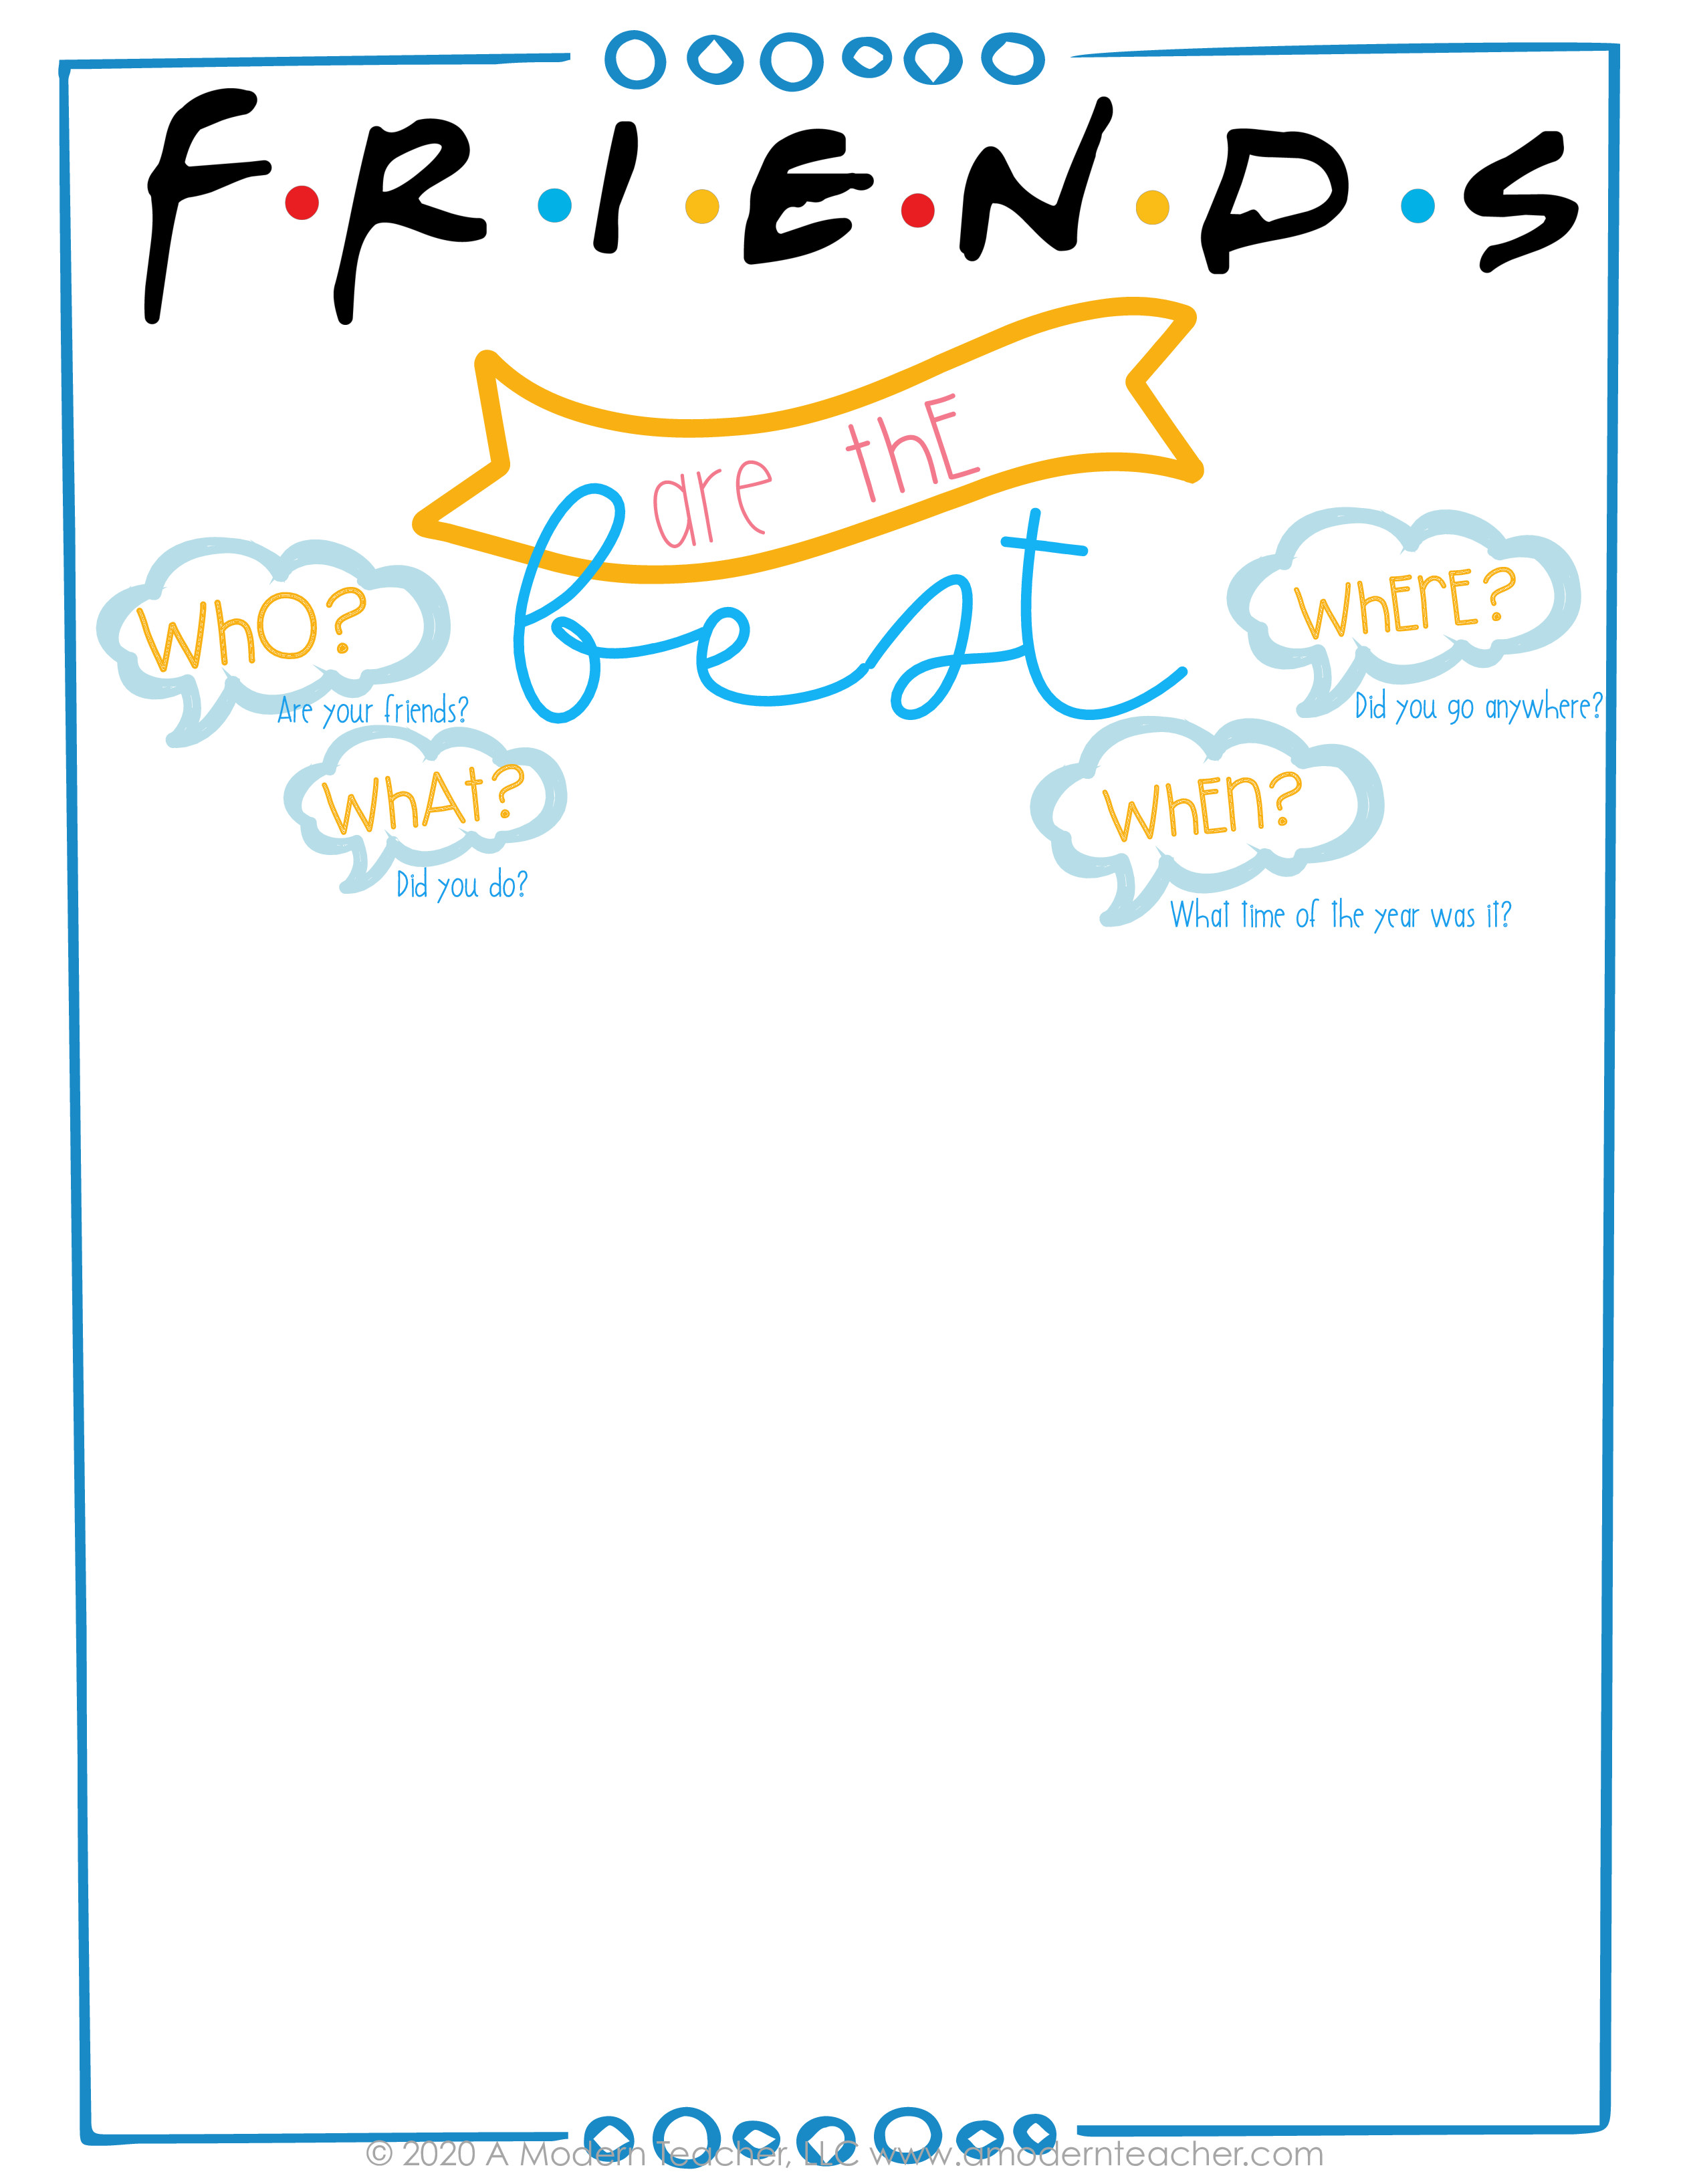 FRIENDS
are thE
best
WhO?
Are your friends?
WhAt?
Did you do?
WhErE?
Did you go anywhere?
WhEn?
What time of the year was it?
© 2020 A Modern Teacher, LLC www.amodernteacher.com